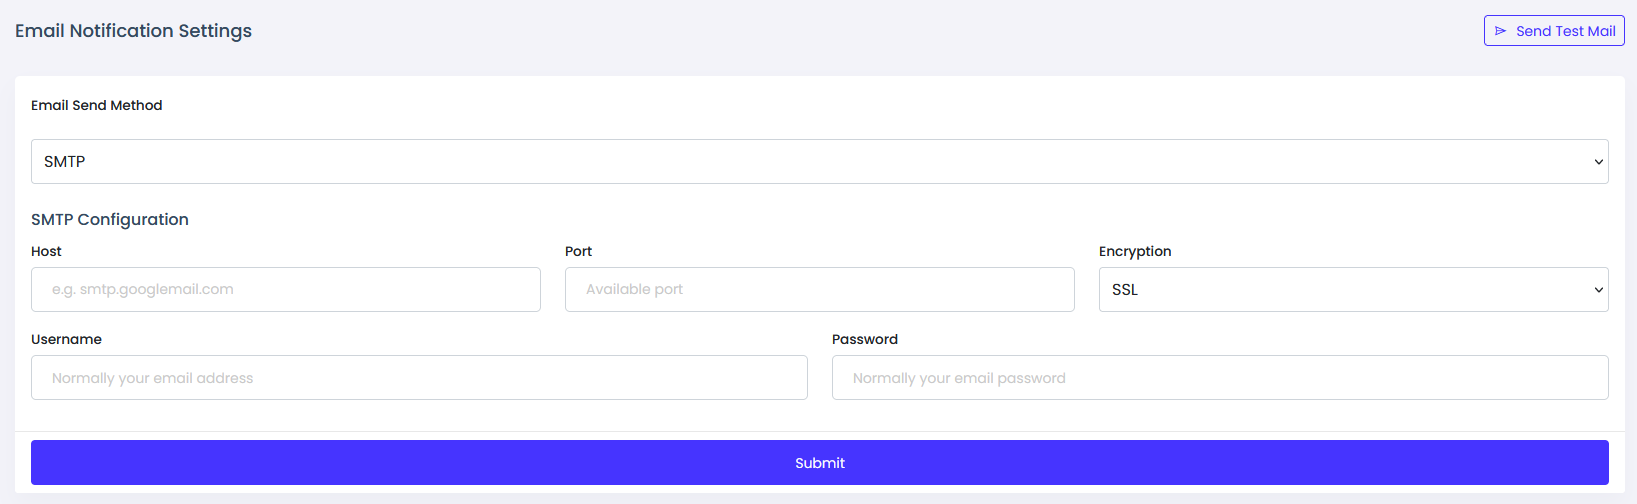 Email Notification Settings
Send Test Mail
Email Send Method
SMTP
SMTP Configuration
Host
Port
Encryption
e.g. smtp.googlemail.com
Available port
SSL
Username
Password
Normally your email address
Normally your email password
Submit